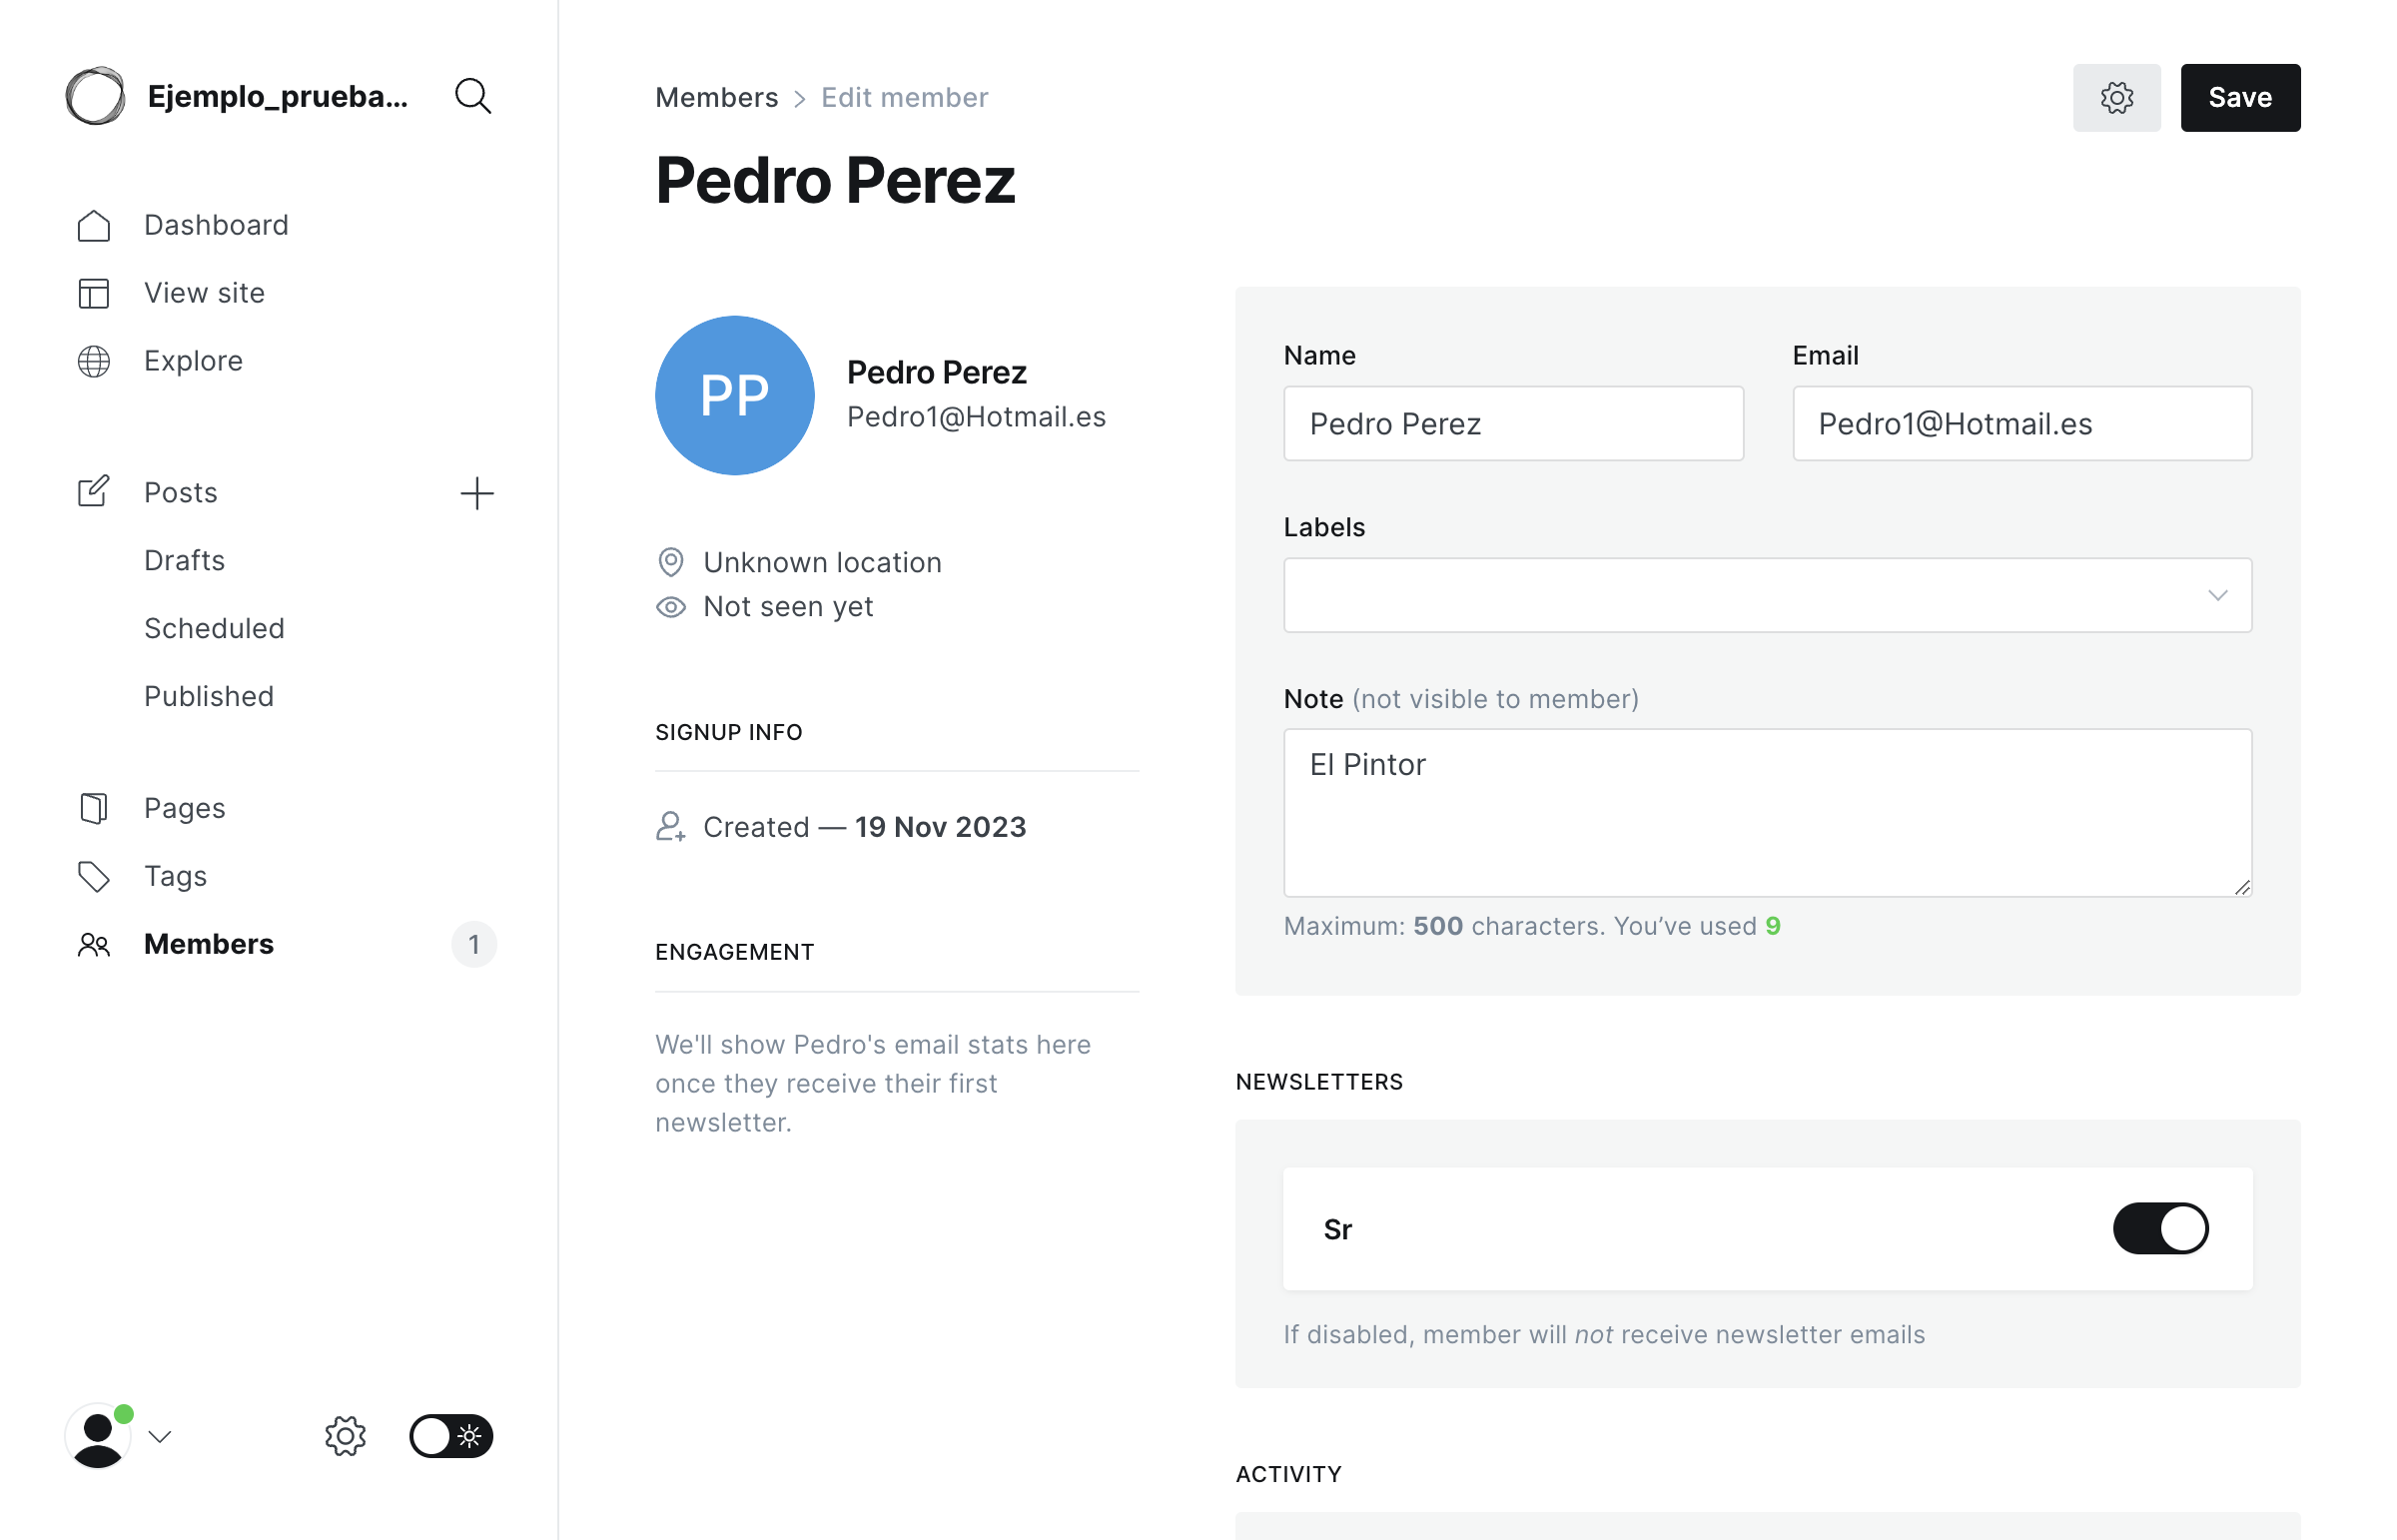 Ejemplo_prueba...
Dashboard
View site
Explore
Posts
Drafts
Scheduled
Published
Pages
Tags
Members 1
Members > Edit member
Save
Pedro Perez
PP
Pedro Perez
Pedro1@Hotmail.es
Unknown location
Not seen yet
SIGNUP INFO
Created — 19 Nov 2023
ENGAGEMENT
We'll show Pedro's email stats here
once they receive their first
newsletter.
Name
Pedro Perez
Email
Pedro1@Hotmail.es
Labels
Note (not visible to member)
El Pintor
Maximum: 500 characters. You’ve used 9
NEWSLETTERS
Sr
If disabled, member will not receive newsletter emails
ACTIVITY